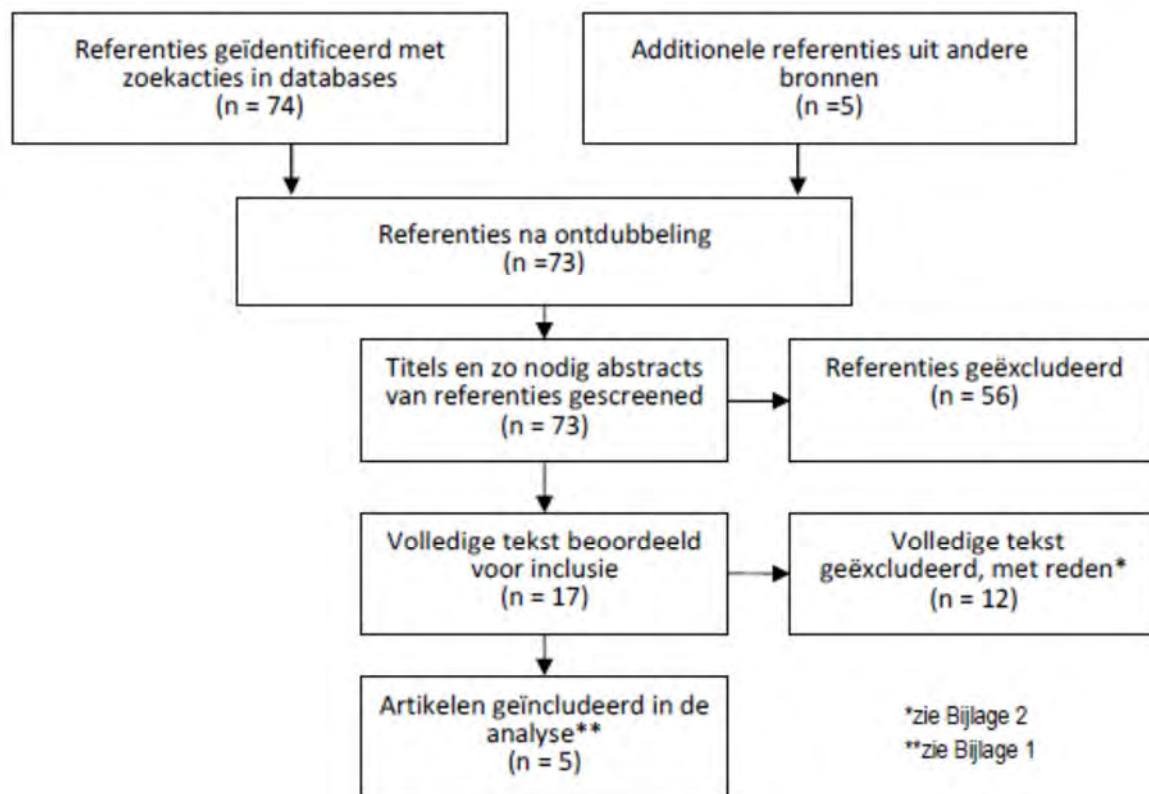 Referenties geïdentificeerd met
zoekacties in databases
(n = 74)
Additionele referenties uit andere
bronnen
(n =5)
Referenties na ontdubbeling
(n =73)
Titels en zo nodig abstracts
van referenties gescreened
(n = 73)
Referenties geëxcludeerd
(n = 56)
Volledige tekst beoordeeld
voor inclusie
(n = 17)
Volledige tekst
geëxcludeerd, met reden*
(n = 12)
Artikelen geïncludeerd in de
analyse**
(n = 5)
*zie Bijlage 2
**zie Bijlage 1